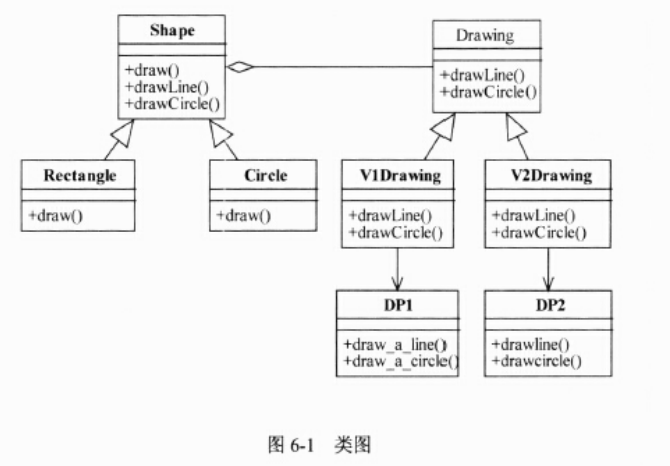 Shape
+draw()
+drawLine()
+drawCircle()
Drawing
+drawLine()
+drawCircle()
Rectangle
+draw()
Circle
+draw()
V1Drawing
+drawLine()
+drawCircle()
V2Drawing
+drawLine()
+drawCircle()
DP1
+draw_a_line()
+draw_a_circle()
DP2
+drawline()
+drawcircle()
图 6-1 类图